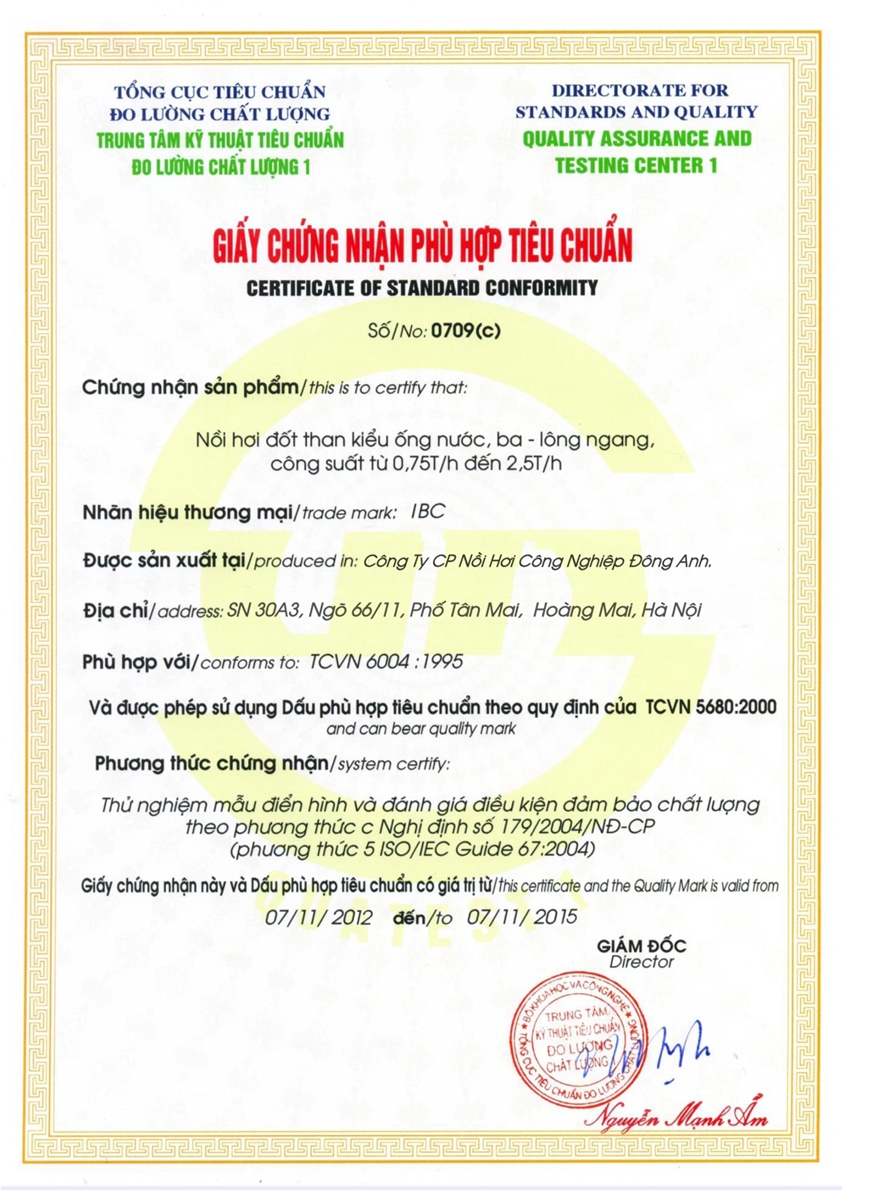 TỔNG CỤC TIÊU CHUẨN
ĐO LƯỜNG CHẤT LƯỢNG
TRUNG TÂM KỸ THUẬT TIÊU CHUẨN
ĐO LƯỜNG CHẤT LƯỢNG 1
DIRECTORATE FOR
STANDARDS AND QUALITY
QUALITY ASSURANCE AND
TESTING CENTER 1
GIẤY CHỨNG NHẬN PHÙ HỢP TIÊU CHUẨN
CERTIFICATE OF STANDARD CONFORMITY
Số/No: 0709(c)
Chứng nhận sản phẩm/this is to certify that:
Nồi hơi đốt than kiểu ống nước, ba - lông ngang,
công suất từ 0,75T/h đến 2,5T/h
Nhãn hiệu thương mại/trade mark: IBC
Được sản xuất tại/produced in: Công Ty CP Nồi Hơi Công Nghiệp Đông Anh.
Địa chỉ/address: SN 30A3, Ngõ 66/11, Phố Tân Mai, Hoàng Mai, Hà Nội
Phù hợp với/conforms to: TCVN 6004 :1995
Và được phép sử dụng Dấu phù hợp tiêu chuẩn theo quy định của TCVN 5680:2000
and can bear quality mark
Phương thức chứng nhận/system certify:
Thử nghiệm mẫu điển hình và đánh giá điều kiện đảm bảo chất lượng
theo phương thức c Nghị định số 179/2004/NĐ-CP
(phương thức 5 ISO/IEC Guide 67:2004)
Giấy chứng nhận này và Dấu phù hợp tiêu chuẩn có giá trị từ/this certificate and the Quality Mark is valid from
07/11/ 2012 đến/to 07/11/ 2015
QUATEST 1
GIÁM ĐỐC
Director
BỘ KHOA HỌC VÀ CÔNG NGHỆ
TỔNG CỤC TIÊU CHUẨN ĐO LƯỜNG CHẤT LƯỢNG
TRUNG TÂM
KỸ THUẬT TIÊU CHUẨN
ĐO LƯỜNG
CHẤT LƯỢNG
Nguyễn Mạnh Ẩm